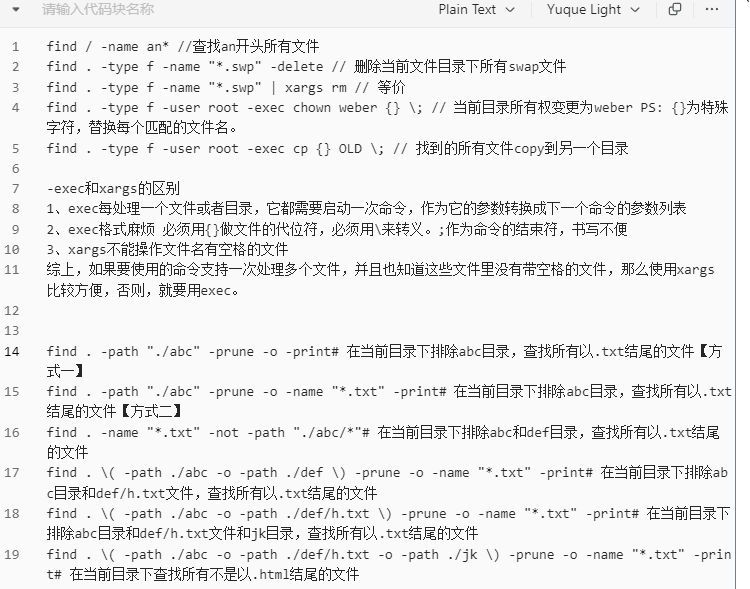 请输入代码块名称 Plain Text Yuque Light
1 find / -name an* //查找an开头所有文件
2 find . -type f -name "*.swp" -delete // 删除当前文件目录下所有swap文件
3 find . -type f -name "*.swp" | xargs rm // 等价
4 find . -type f -user root -exec chown weber {} \; // 当前目录所有权变更为weber PS: {}为特殊
字符，替换每个匹配的文件名。
5 find . -type f -user root -exec cp {} OLD \; // 找到的所有文件copy到另一个目录
6
7 -exec和xargs的区别
8 1、exec每处理一个文件或者目录，它都需要启动一次命令，作为它的参数转换成下一个命令的参数列表
9 2、exec格式麻烦 必须用{}做文件的代位符，必须用\来转义。;作为命令的结束符，书写不便
10 3、xargs不能操作文件名有空格的文件
11 综上，如果要使用的命令支持一次处理多个文件，并且也知道这些文件里没有带空格的文件，那么使用xargs
比较方便，否则，就要用exec。
12
13
14 find . -path "./abc" -prune -o -print# 在当前目录下排除abc目录，查找所有以.txt结尾的文件【方
式一】
15 find . -path "./abc" -prune -o -name "*.txt" -print# 在当前目录下排除abc目录，查找所有以.txt
结尾的文件【方式二】
16 find . -name "*.txt" -not -path "./abc/*"# 在当前目录下排除abc和def目录，查找所有以.txt结尾
的文件
17 find . \( -path ./abc -o -path ./def \) -prune -o -name "*.txt" -print# 在当前目录下排除ab
c目录和def/h.txt文件，查找所有以.txt结尾的文件
18 find . \( -path ./abc -o -path ./def/h.txt \) -prune -o -name "*.txt" -print# 在当前目录下
排除abc目录和def/h.txt文件和jk目录，查找所有以.txt结尾的文件
19 find . \( -path ./abc -o -path ./def/h.txt -o -path ./jk \) -prune -o -name "*.txt" -prin
t# 在当前目录下查找所有不是以.html结尾的文件